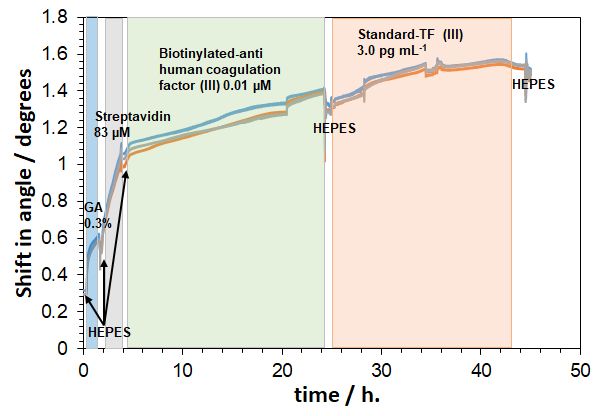 1.8
1.6
1.4
1.2
1
0.8
0.6
0.4
0.2
0
Shift in angle / degrees
GA
0.3%
Streptavidin
83 µM
Biotinylated-anti
human coagulation
factor (III) 0.01 µM
Standard-TF (III)
3.0 pg mL-1
HEPES
HEPES
HEPES
0 10 20 30 40 50
time / h.